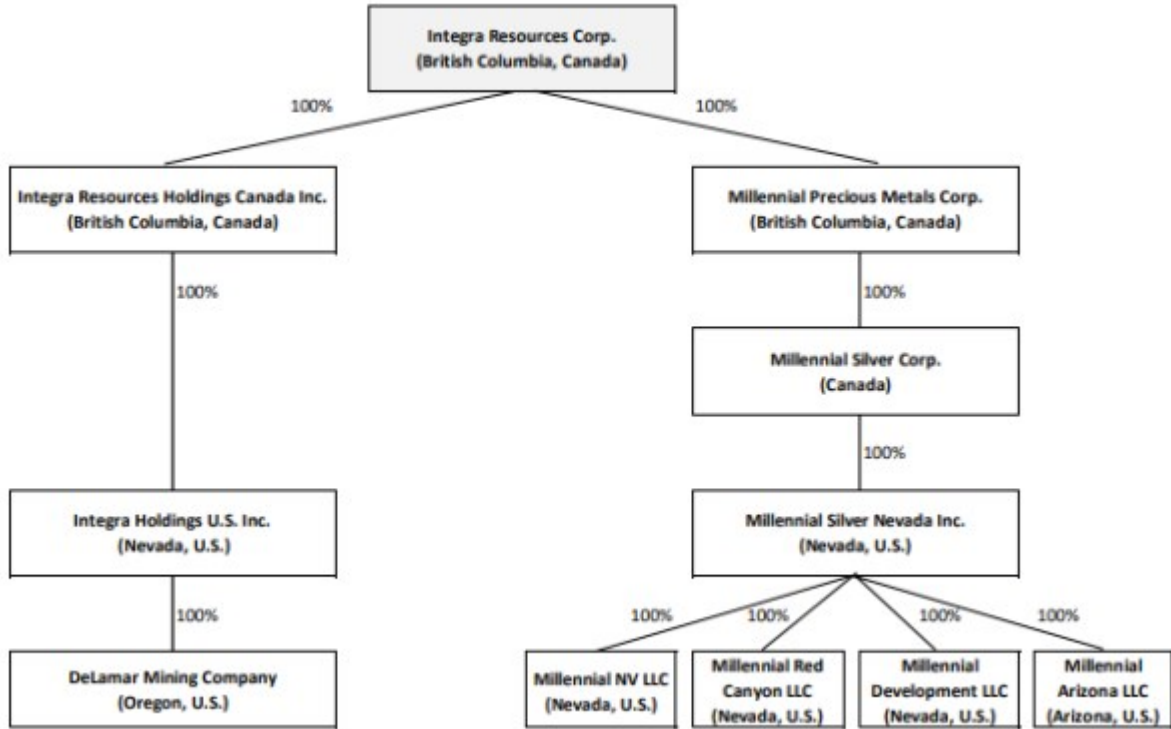 Integra Resources Corp.
(British Columbia, Canada)
100%
100%
Integra Resources Holdings Canada Inc.
(British Columbia, Canada)
Millennial Precious Metals Corp.
(British Columbia, Canada)
100%
100%
Millennial Silver Corp.
(Canada)
100%
Integra Holdings U.S. Inc.
(Nevada, U.S.)
Millennial Silver Nevada Inc.
(Nevada, U.S.)
100%
100%
100%
100%
100%
DeLamar Mining Company
(Oregon, U.S.)
Millennial NV LLC
(Nevada, U.S.)
Millennial Red
Canyon LLC
(Nevada, U.S.)
Millennial
Development LLC
(Nevada, U.S.)
Millennial
Arizona LLC
(Arizona, U.S.)